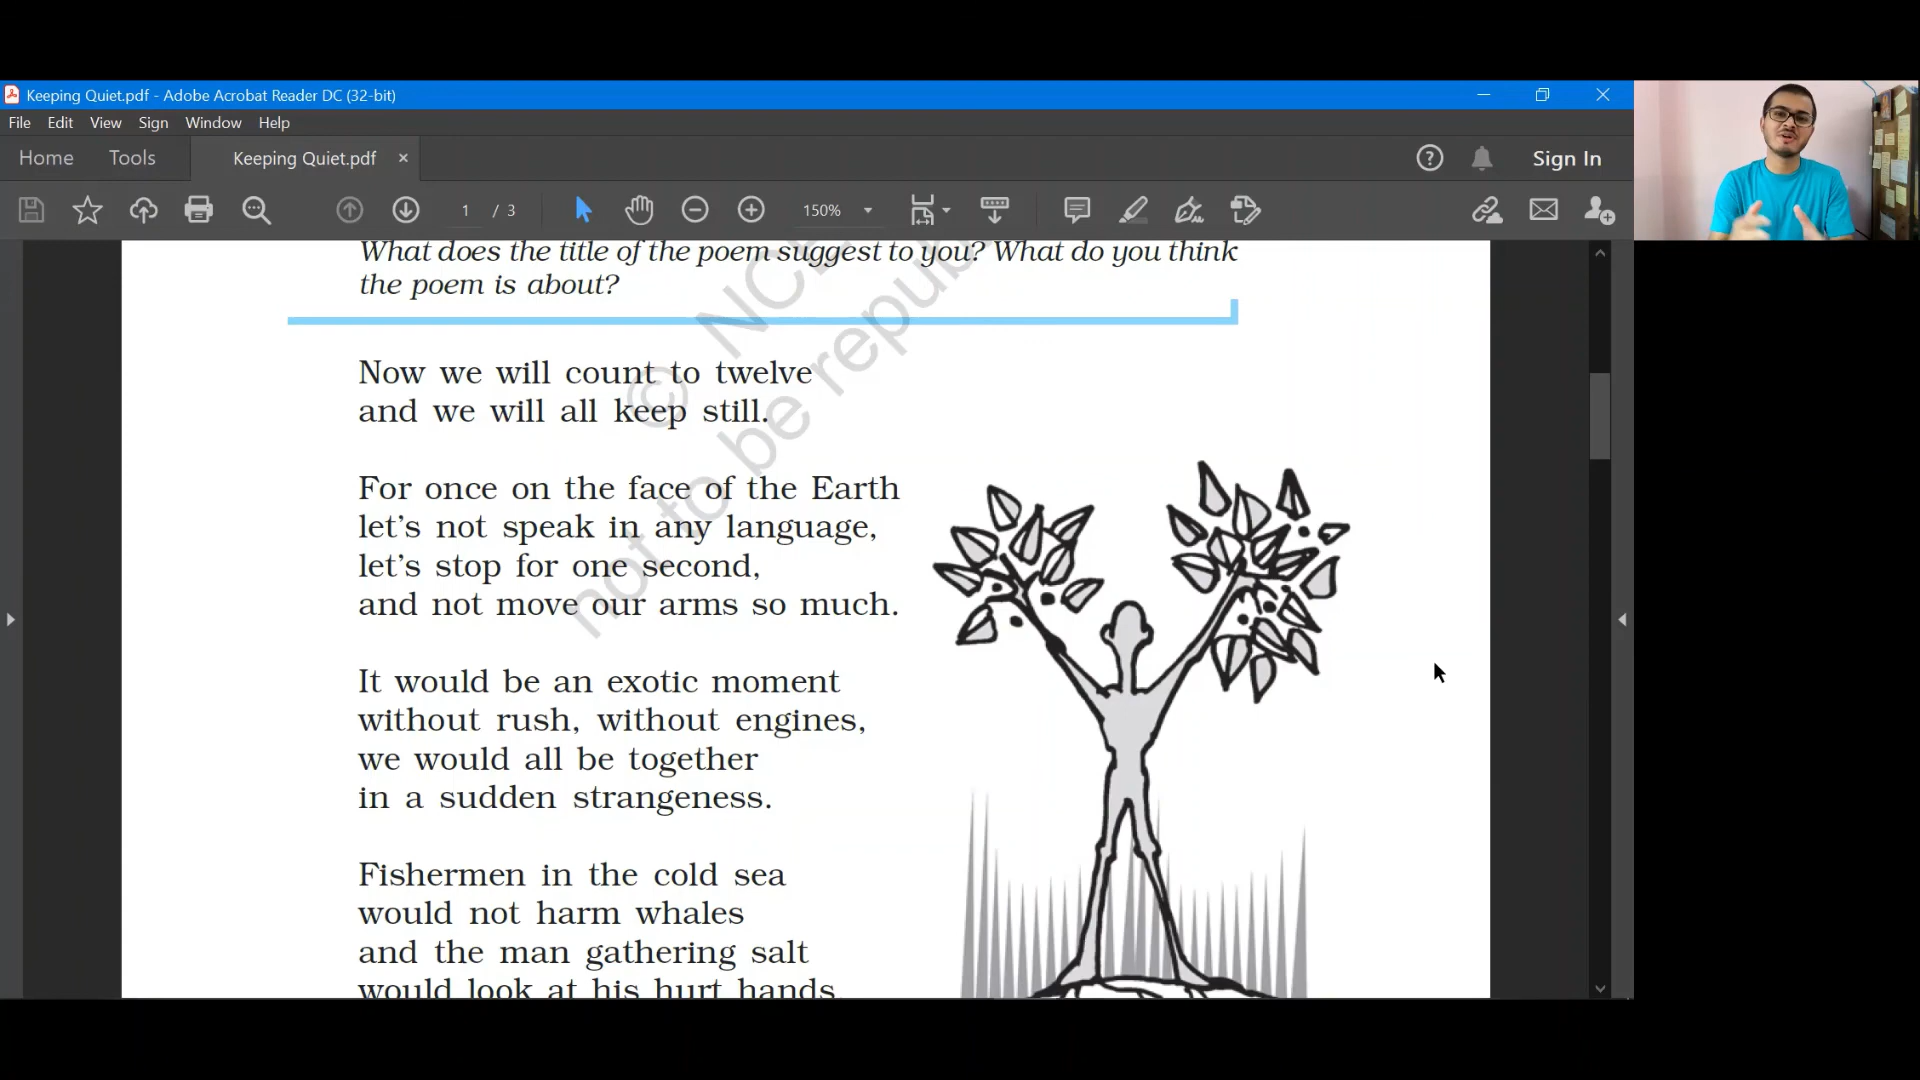 Keeping Quiet.pdf - Adobe Acrobat Reader DC (32-bit)
File Edit View Sign Window Help
Home Tools Keeping Quiet.pdf × Sign In
1 / 3 150%
What does the title of the poem suggest to you? What do you think
the poem is about?
© NCE
not to be republ
Now we will count to twelve
and we will all keep still.
For once on the face of the Earth
let's not speak in any language,
let's stop for one second,
and not move our arms so much.
It would be an exotic moment
without rush, without engines,
we would all be together
in a sudden strangeness.
Fishermen in the cold sea
would not harm whales
and the man gathering salt
would look at his hurt hands.